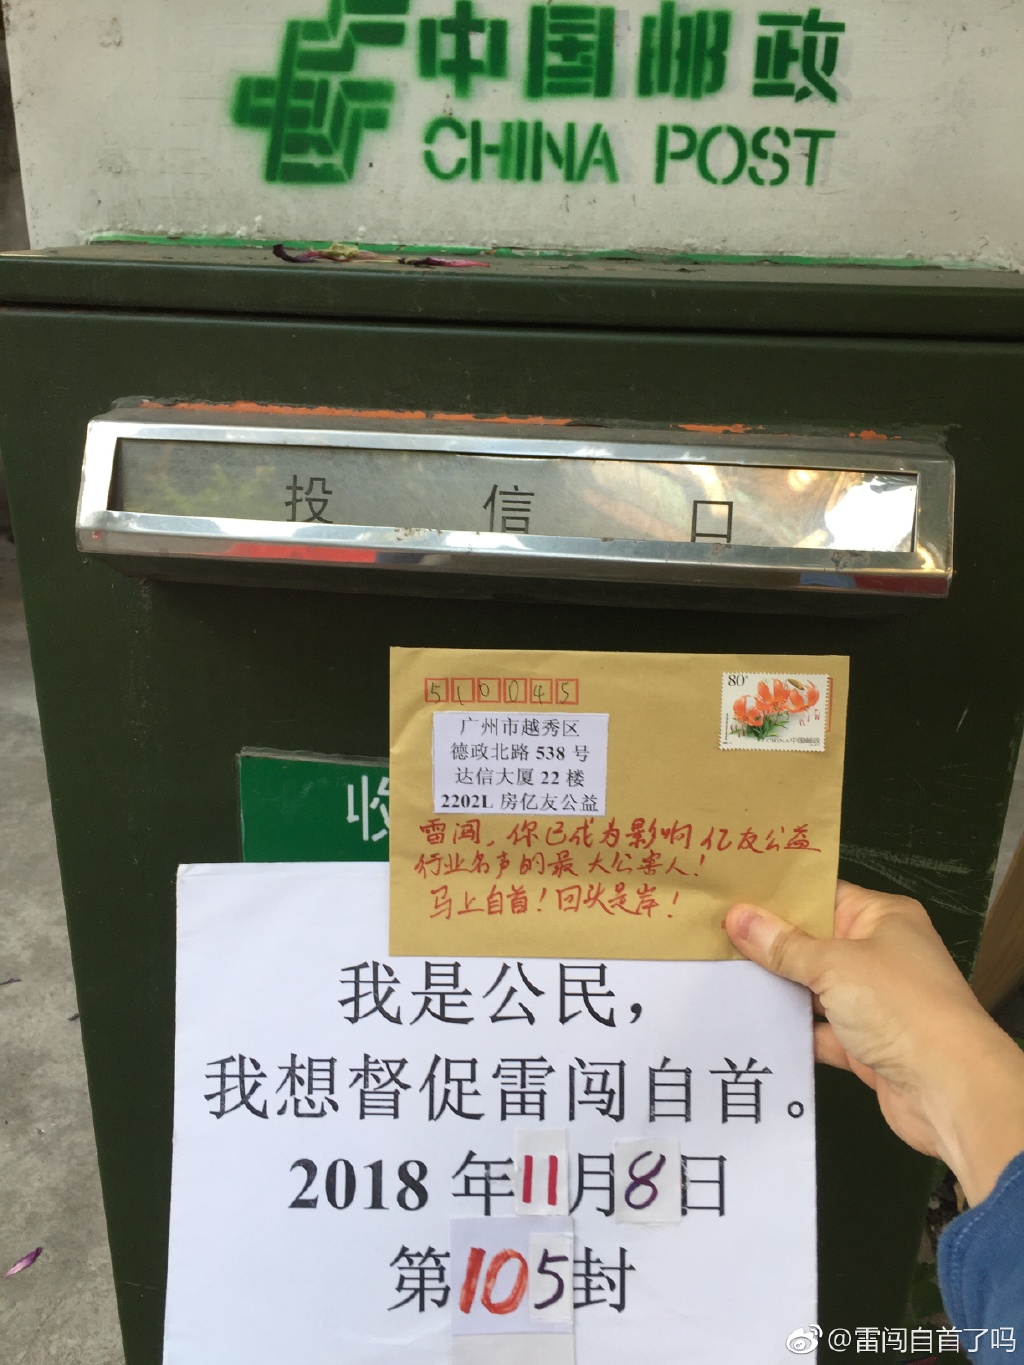 中国邮政
CHINA POST
投信口
510045
80分
中国邮政
CHINA
广州市越秀区
德政北路 538 号
达信大厦 22 楼
2202L 房亿友公益
雷闯,你已成为影响亿友公益
行业名声的最大公害人!
马上自首!回头是岸!
收
我是公民,
我想督促雷闯自首。
2018 年11月8日
第105封
@雷闯自首了吗